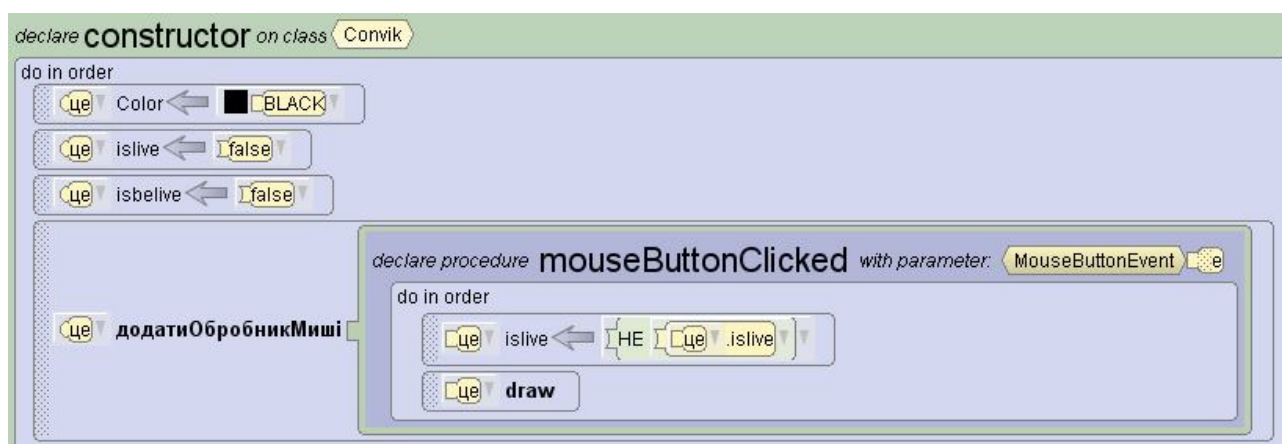 declare constructor on class Convik
do in order
це Color BLACK
це islive false
це isbelive false
declare procedure mouseButtonClicked with parameter: MouseButtonEvent e
do in order
це додатиОбробникМиші
це islive НЕ це .islive
це draw